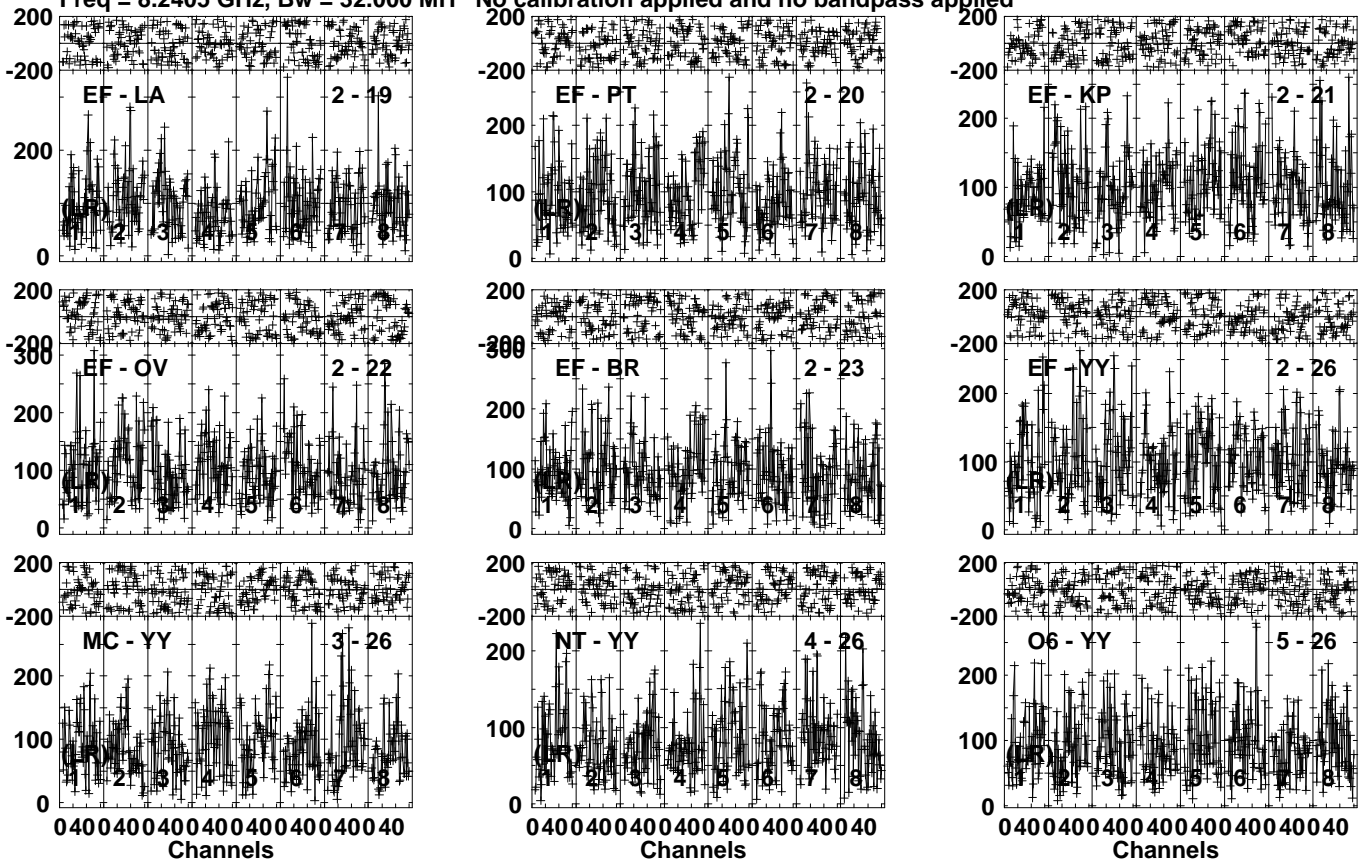 Freq = 8.2405 GHz, Bw = 32.000 MH No calibration applied and no bandpass applied
200 200 200
-200 -200 -200
EF - LA 2 - 19 EF - PT 2 - 20 EF - KP 2 - 21
200 200 200
100 100 100
(LR) (LR) (LR)
1 2 3 4 5 6 7 8 1 2 3 4 5 6 7 8 1 2 3 4 5 6 7 8
0 0 0
200 200 200
-200 -200 -200
300 300
EF - OV 2 - 22 EF - BR 2 - 23 EF - YY 2 - 26
200 200 200
100 100 100
(LR) (LR) (LR)
1 2 3 4 5 6 7 8 1 2 3 4 5 6 7 8 1 2 3 4 5 6 7 8
0 0 0
200 200 200
-200 -200 -200
MC - YY 3 - 26 NT - YY 4 - 26 O6 - YY 5 - 26
200 200 200
100 100 100
(LR) (LR) (LR)
1 2 3 4 5 6 7 8 1 2 3 4 5 6 7 8 1 2 3 4 5 6 7 8
0 0 0
0 40 0 40 0 40 0 40 0 40 0 40 0 40 0 40 0 40 0 40 0 40 0 40 0 40 0 40 0 40 0 40 0 40 0 40 0 40 0 40 0 40 0 40 0 40 0 40
Channels Channels Channels